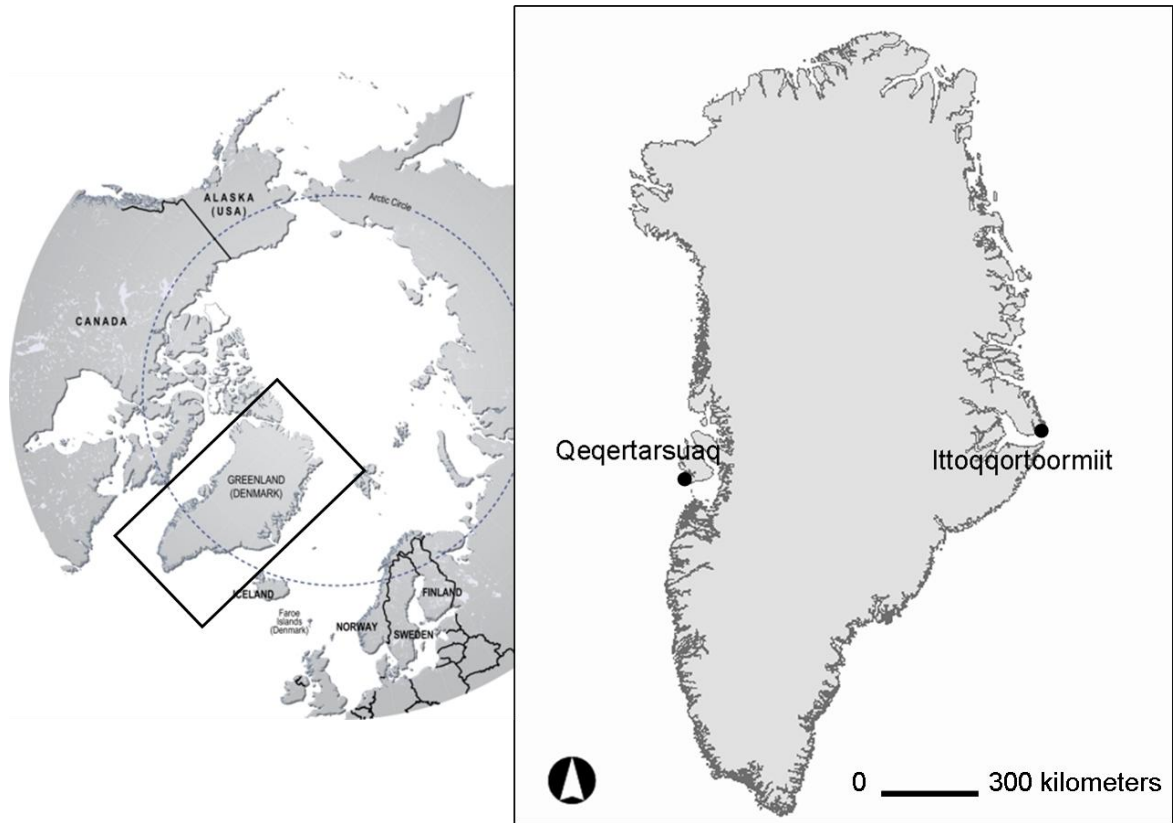 ALASKA
(USA)
Arctic Circle
CANADA
GREENLAND
(DENMARK)
ICELAND
Faroe
Islands
(Denmark)
NORWAY
SWEDEN
FINLAND
Qeqertarsuaq
Ittoqqortoormiit
0 300 kilometers